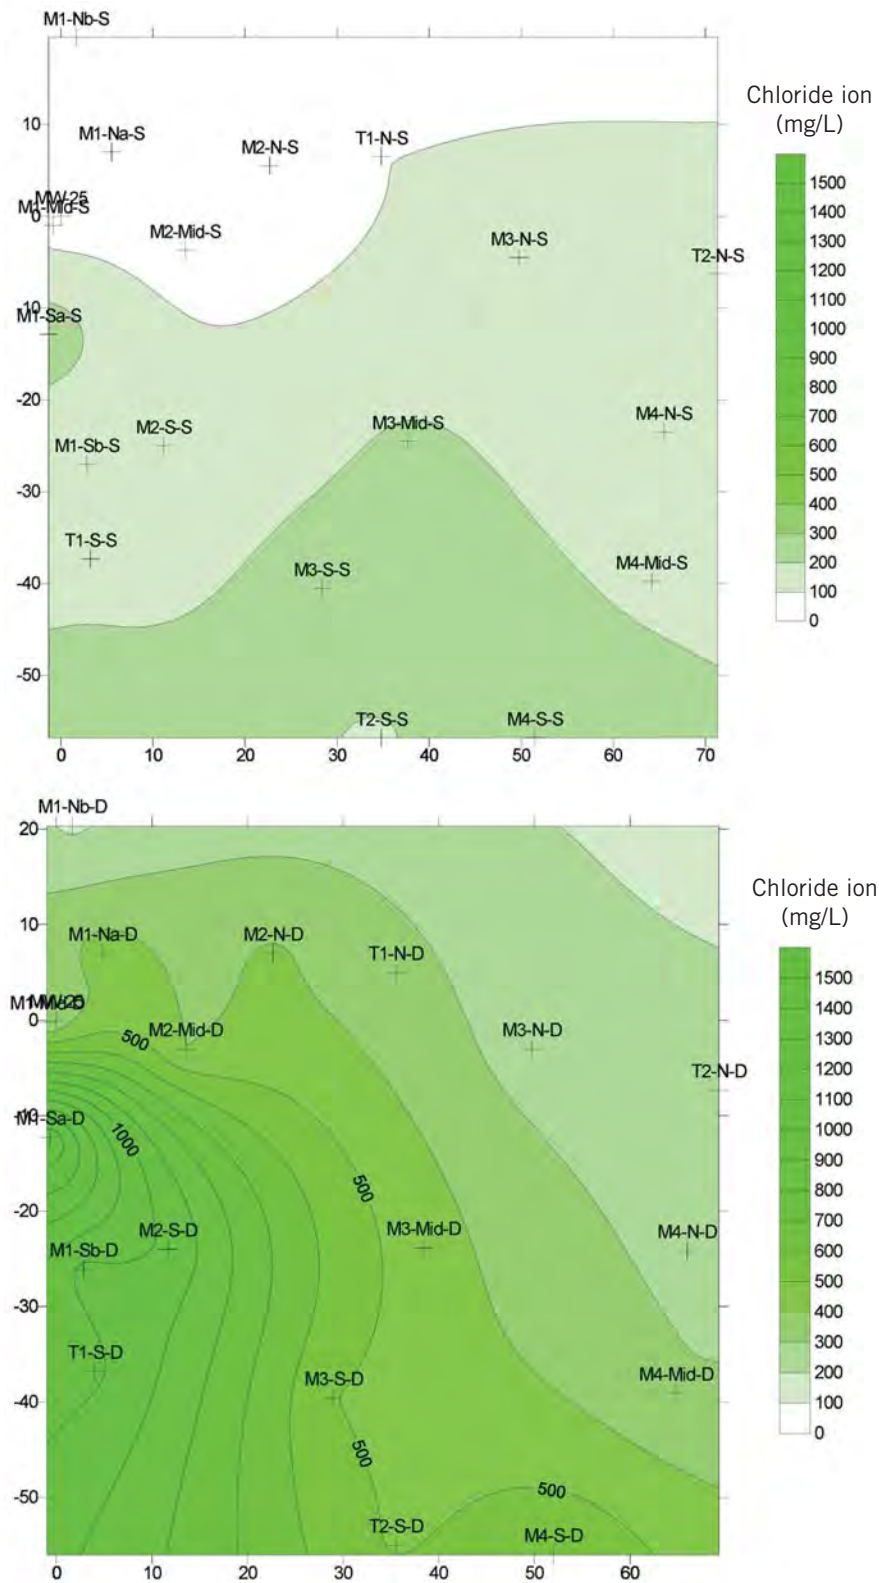 M1-Nb-S
Chloride ion
(mg/L)
10
M1-Na-S
M2-N-S
T1-N-S
MW-25
0
M1-Mid-S
M2-Mid-S
M3-N-S
T2-N-S
-10
M1-Sa-S
-20
M2-S-S
M3-Mid-S
M4-N-S
M1-Sb-S
-30
T1-S-S
M3-S-S
M4-Mid-S
-40
-50
T2-S-S
M4-S-S
0 10 20 30 40 50 60 70
1500
1400
1300
1200
1100
1000
900
800
700
600
500
400
300
200
100
0
M1-Nb-D
20
Chloride ion
(mg/L)
10
M1-Na-D
M2-N-D
T1-N-D
M1-Mid-D
MW-25
0
500
M2-Mid-D
M3-N-D
T2-N-D
-10
M1-Sa-D
1000
500
-20
M2-S-D
M3-Mid-D
M4-N-D
M1-Sb-D
-30
T1-S-D
M3-S-D
M4-Mid-D
-40
500
500
-50
T2-S-D
M4-S-D
0 10 20 30 40 50 60
1500
1400
1300
1200
1100
1000
900
800
700
600
500
400
300
200
100
0